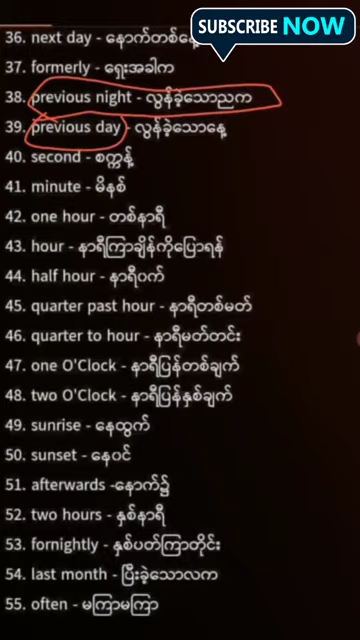 SUBSCRIBE NOW
36. next day - နောက်တစ်နေ့
37. formerly - ရှေးအခါက
38. previous night - လွန်ခဲ့သောညက
39. previous day - လွန်ခဲ့သောနေ့
40. second - စက္ကန့်
41. minute - မိနစ်
42. one hour - တစ်နာရီ
43. hour - နာရီကြာချိန်ကိုပြောရန်
44. half hour - နာရီဝက်
45. quarter past hour - နာရီတစ်မတ်
46. quarter to hour - နာရီမတ်တင်း
47. one O'Clock - နာရီပြန်တစ်ချက်
48. two O'Clock - နာရီပြန်နှစ်ချက်
49. sunrise - နေထွက်
50. sunset - နေဝင်
51. afterwards -နောက်၌
52. two hours - နှစ်နာရီ
53. fornightly - နှစ်ပတ်ကြာတိုင်း
54. last month - ပြီးခဲ့သောလက
55. often - မကြာမကြာ